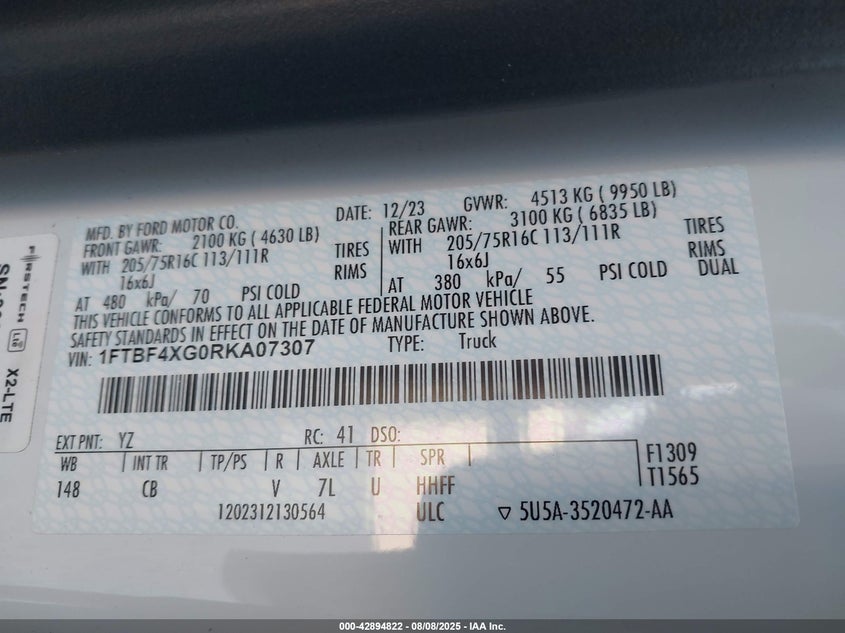 MFD. BY FORD MOTOR CO. DATE: 12/23 GVWR: 4513 KG ( 9950 LB)
FRONT GAWR: 2100 KG ( 4630 LB) REAR GAWR: 3100 KG ( 6835 LB)
WITH 205/75R16C 113/111R TIRES WITH 205/75R16C 113/111R TIRES
16x6J RIMS 16x6J RIMS
AT 480 kPa/ 70 PSI COLD AT 380 kPa/ 55 PSI COLD DUAL
THIS VEHICLE CONFORMS TO ALL APPLICABLE FEDERAL MOTOR VEHICLE
SAFETY STANDARDS IN EFFECT ON THE DATE OF MANUFACTURE SHOWN ABOVE.
VIN: 1FTBF4XG0RKA07307 TYPE: Truck
EXT PNT: YZ RC: 41 DSO:
WB INT TR TP/PS R AXLE TR SPR F1309
148 CB V 7L U HHFF T1565
1202312130564 ULC 5U5A-3520472-AA
FIRSTECH
LTE
X2-LTE
000-42894822 - 08/08/2025 - IAA Inc.